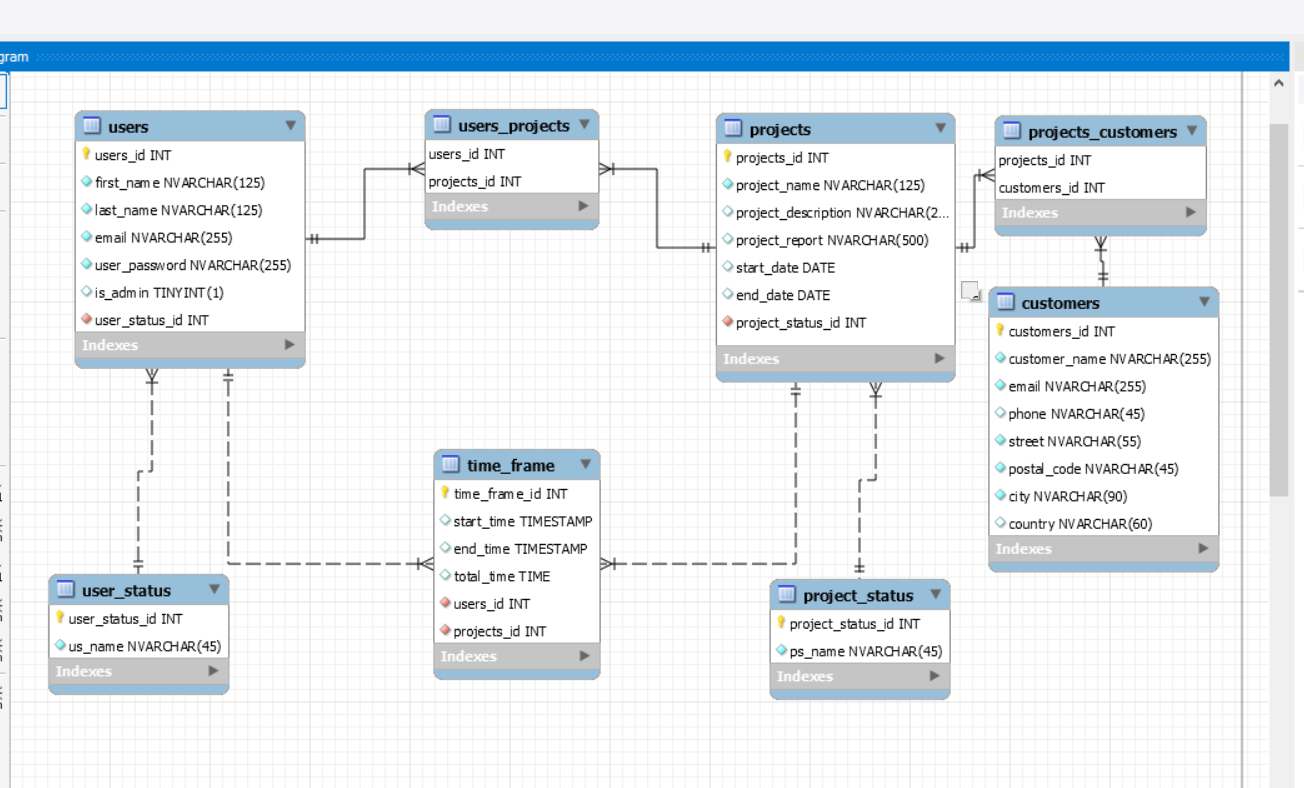 gram
users
users_id INT
first_name NVARCHAR(125)
last_name NVARCHAR(125)
email NVARCHAR(255)
user_password NVARCHAR(255)
is_admin TINYINT(1)
user_status_id INT
Indexes
users_projects
users_id INT
projects_id INT
Indexes
projects
projects_id INT
project_name NVARCHAR(125)
project_description NVARCHAR(2...
project_report NVARCHAR(500)
start_date DATE
end_date DATE
project_status_id INT
Indexes
projects_customers
projects_id INT
customers_id INT
Indexes
customers
customers_id INT
customer_name NVARCHAR(255)
email NVARCHAR(255)
phone NVARCHAR(45)
street NVARCHAR(55)
postal_code NVARCHAR(45)
city NVARCHAR(90)
country NVARCHAR(60)
Indexes
time_frame
time_frame_id INT
start_time TIMESTAMP
end_time TIMESTAMP
total_time TIME
users_id INT
projects_id INT
Indexes
user_status
user_status_id INT
us_name NVARCHAR(45)
Indexes
project_status
project_status_id INT
ps_name NVARCHAR(45)
Indexes